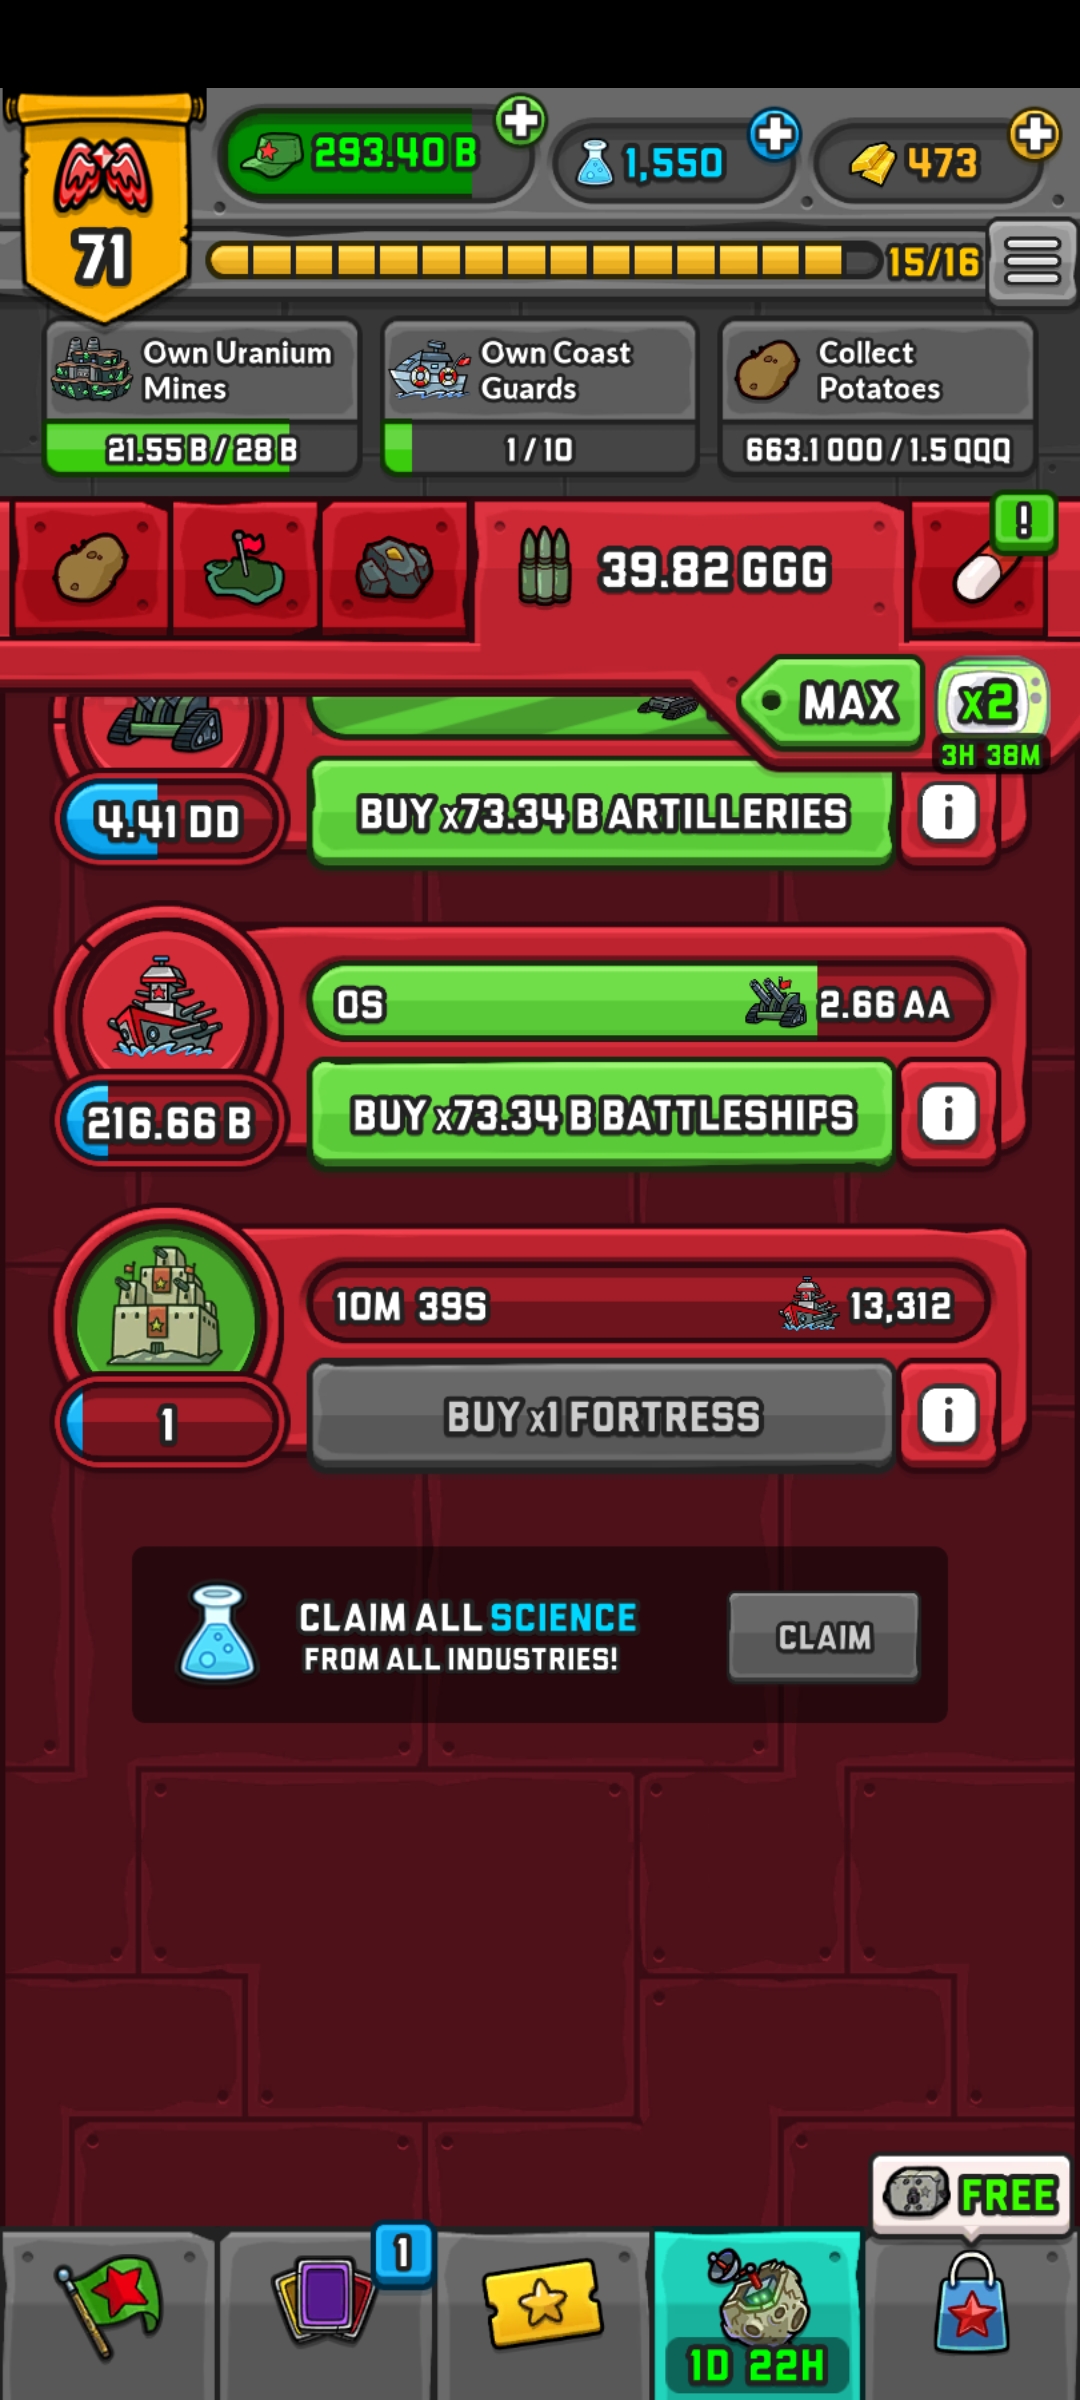 293.40 B
1,550
473
71
15/16
Own Uranium
Mines
21.55 B / 28 B
Own Coast
Guards
1 / 10
Collect
Potatoes
663.1 OOO / 1.5 QQQ
39.82 GGG
!
MAX
x2
3H 38M
4.41 DD
BUY x73.34 B ARTILLERIES
i
0S
2.66 AA
216.66 B
BUY x73.34 B BATTLESHIPS
i
10M 39S
13,312
1
BUY x1 FORTRESS
i
CLAIM ALL SCIENCE
FROM ALL INDUSTRIES!
CLAIM
FREE
1
1D 22H